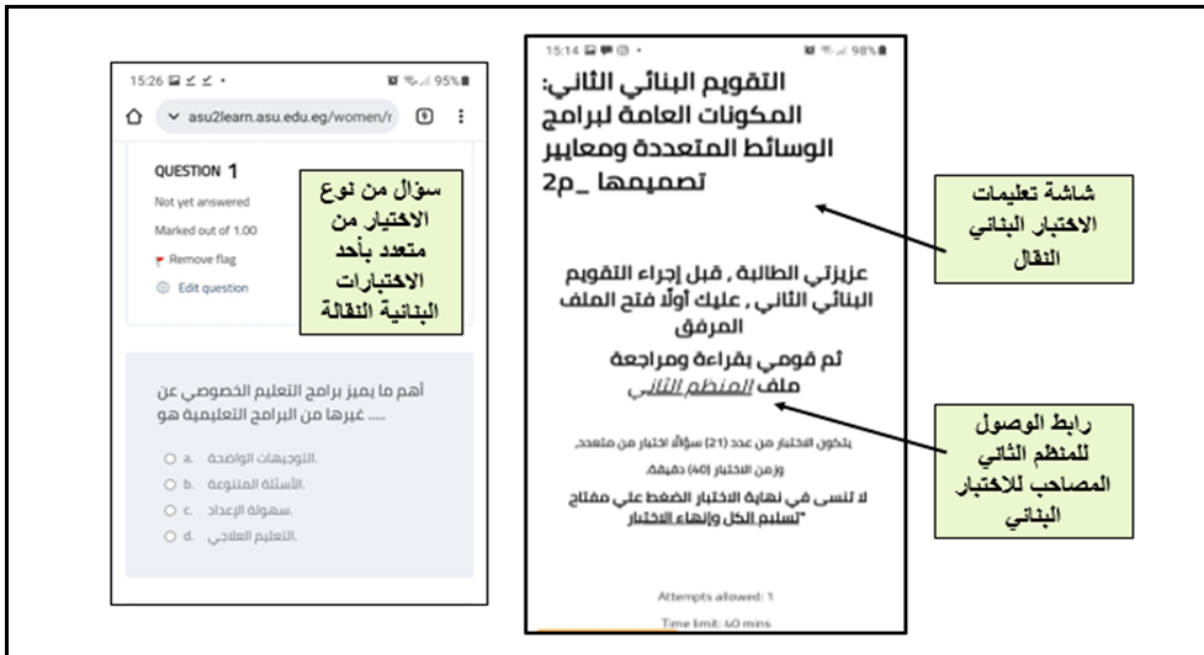 15:26
95%
asu2learn.asu.edu.eg/women/r
9
QUESTION 1
Not yet answered
Marked out of 1.00
Remove flag
Edit question
سؤال من نوع
الاختيار من
متعدد بأحد
الاختبارات
البنائية النقالة
أهم ما يميز برامج التعليم الخصوصي عن
غيرها من البرامج التعليمية هو .....
a. التوجيهات الواضحة.
b. الأسئلة المتنوعة.
c. سهولة الإعداد.
d. التعليم العلاجي.
15:14
98%
التقويم البنائي الثاني:
المكونات العامة لبرامج
الوسائط المتعددة ومعايير
تصميمها _م2
عزيزتي الطالبة , قبل إجراء التقويم
البنائي الثاني , عليك أولًا فتح الملف
المرفق
ثم قومي بقراءة ومراجعة
ملف المنظم الثاني
يتكون الاختبار من عدد (21) سؤالًا اختيار من متعدد,
وزمن الاختبار (40) دقيقة.
لا تنسى في نهاية الاختبار الضغط علي مفتاح
"تسليم الكل وإنهاء الاختبار
Attempts allowed: 1
Time limit: 40 mins
شاشة تعليمات
الاختبار البنائي
النقال
رابط الوصول
للمنظم الثاني
المصاحب للاختبار
البنائي